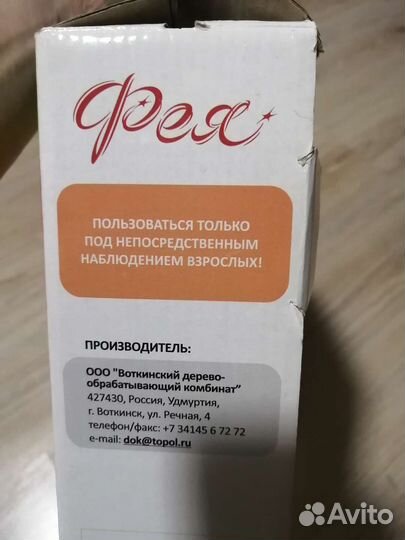 Фея
ПОЛЬЗОВАТЬСЯ ТОЛЬКО
ПОД НЕПОСРЕДСТВЕННЫМ
НАБЛЮДЕНИЕМ ВЗРОСЛЫХ!
ПРОИЗВОДИТЕЛЬ:
ООО "Воткинский дерево-
обрабатывающий комбинат"
427430, Россия, Удмуртия,
г. Воткинск, ул. Речная, 4
телефон/факс: +7 34145 6 72 72
e-mail: dok@topol.ru
Avito